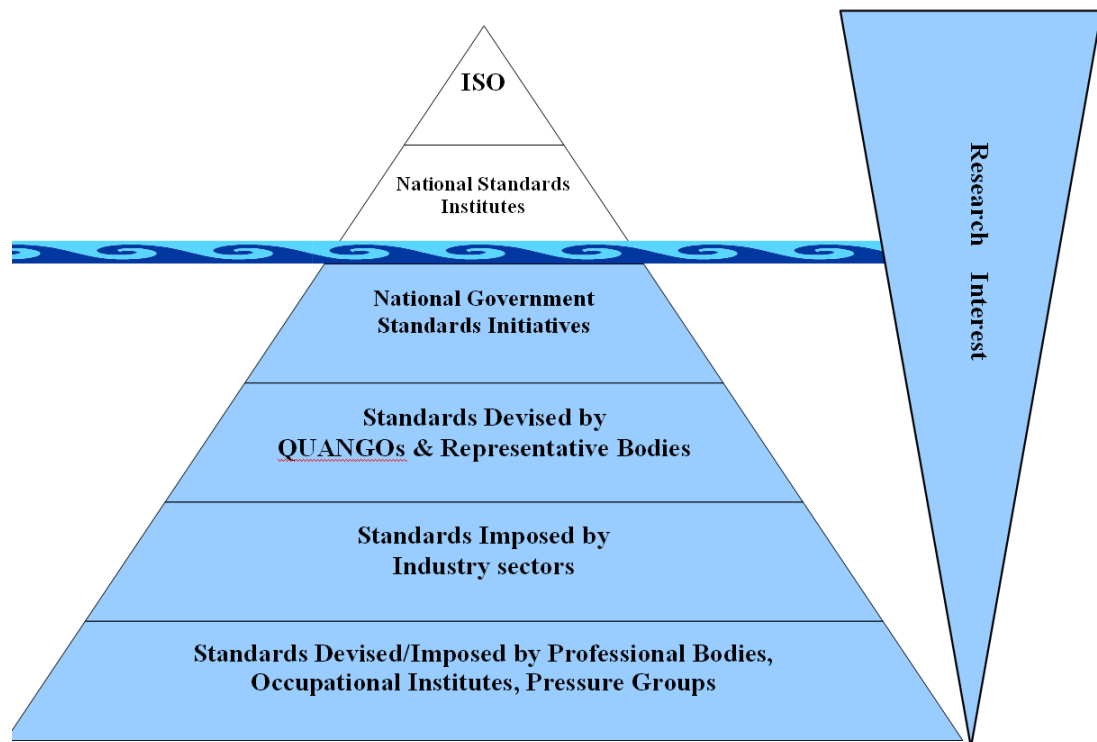 ISO
National Standards
Institutes
National Government
Standards Initiatives
Standards Devised by
QUANGOs & Representative Bodies
Standards Imposed by
Industry sectors
Standards Devised/Imposed by Professional Bodies,
Occupational Institutes, Pressure Groups
Research Interest